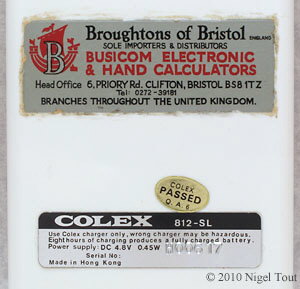 Broughtons of Bristol ENGLAND
SOLE IMPORTERS & DISTRIBUTORS
B
BUSICOM ELECTRONIC
& HAND CALCULATORS
Head Office 6, PRIORY Rd. CLIFTON, BRISTOL BS8 1TZ
Tel: 0272-39181
BRANCHES THROUGHOUT THE UNITED KINGDOM.
COLEX
PASSED
Q.A.6
COLEX 812-SL
Use Colex charger only, wrong charger may be hazardous.
Eight hours of charging produces a fully charged battery.
Power supply: DC 4.8V 0.45W
Serial No:
Made in Hong Kong
© 2010 Nigel Tout